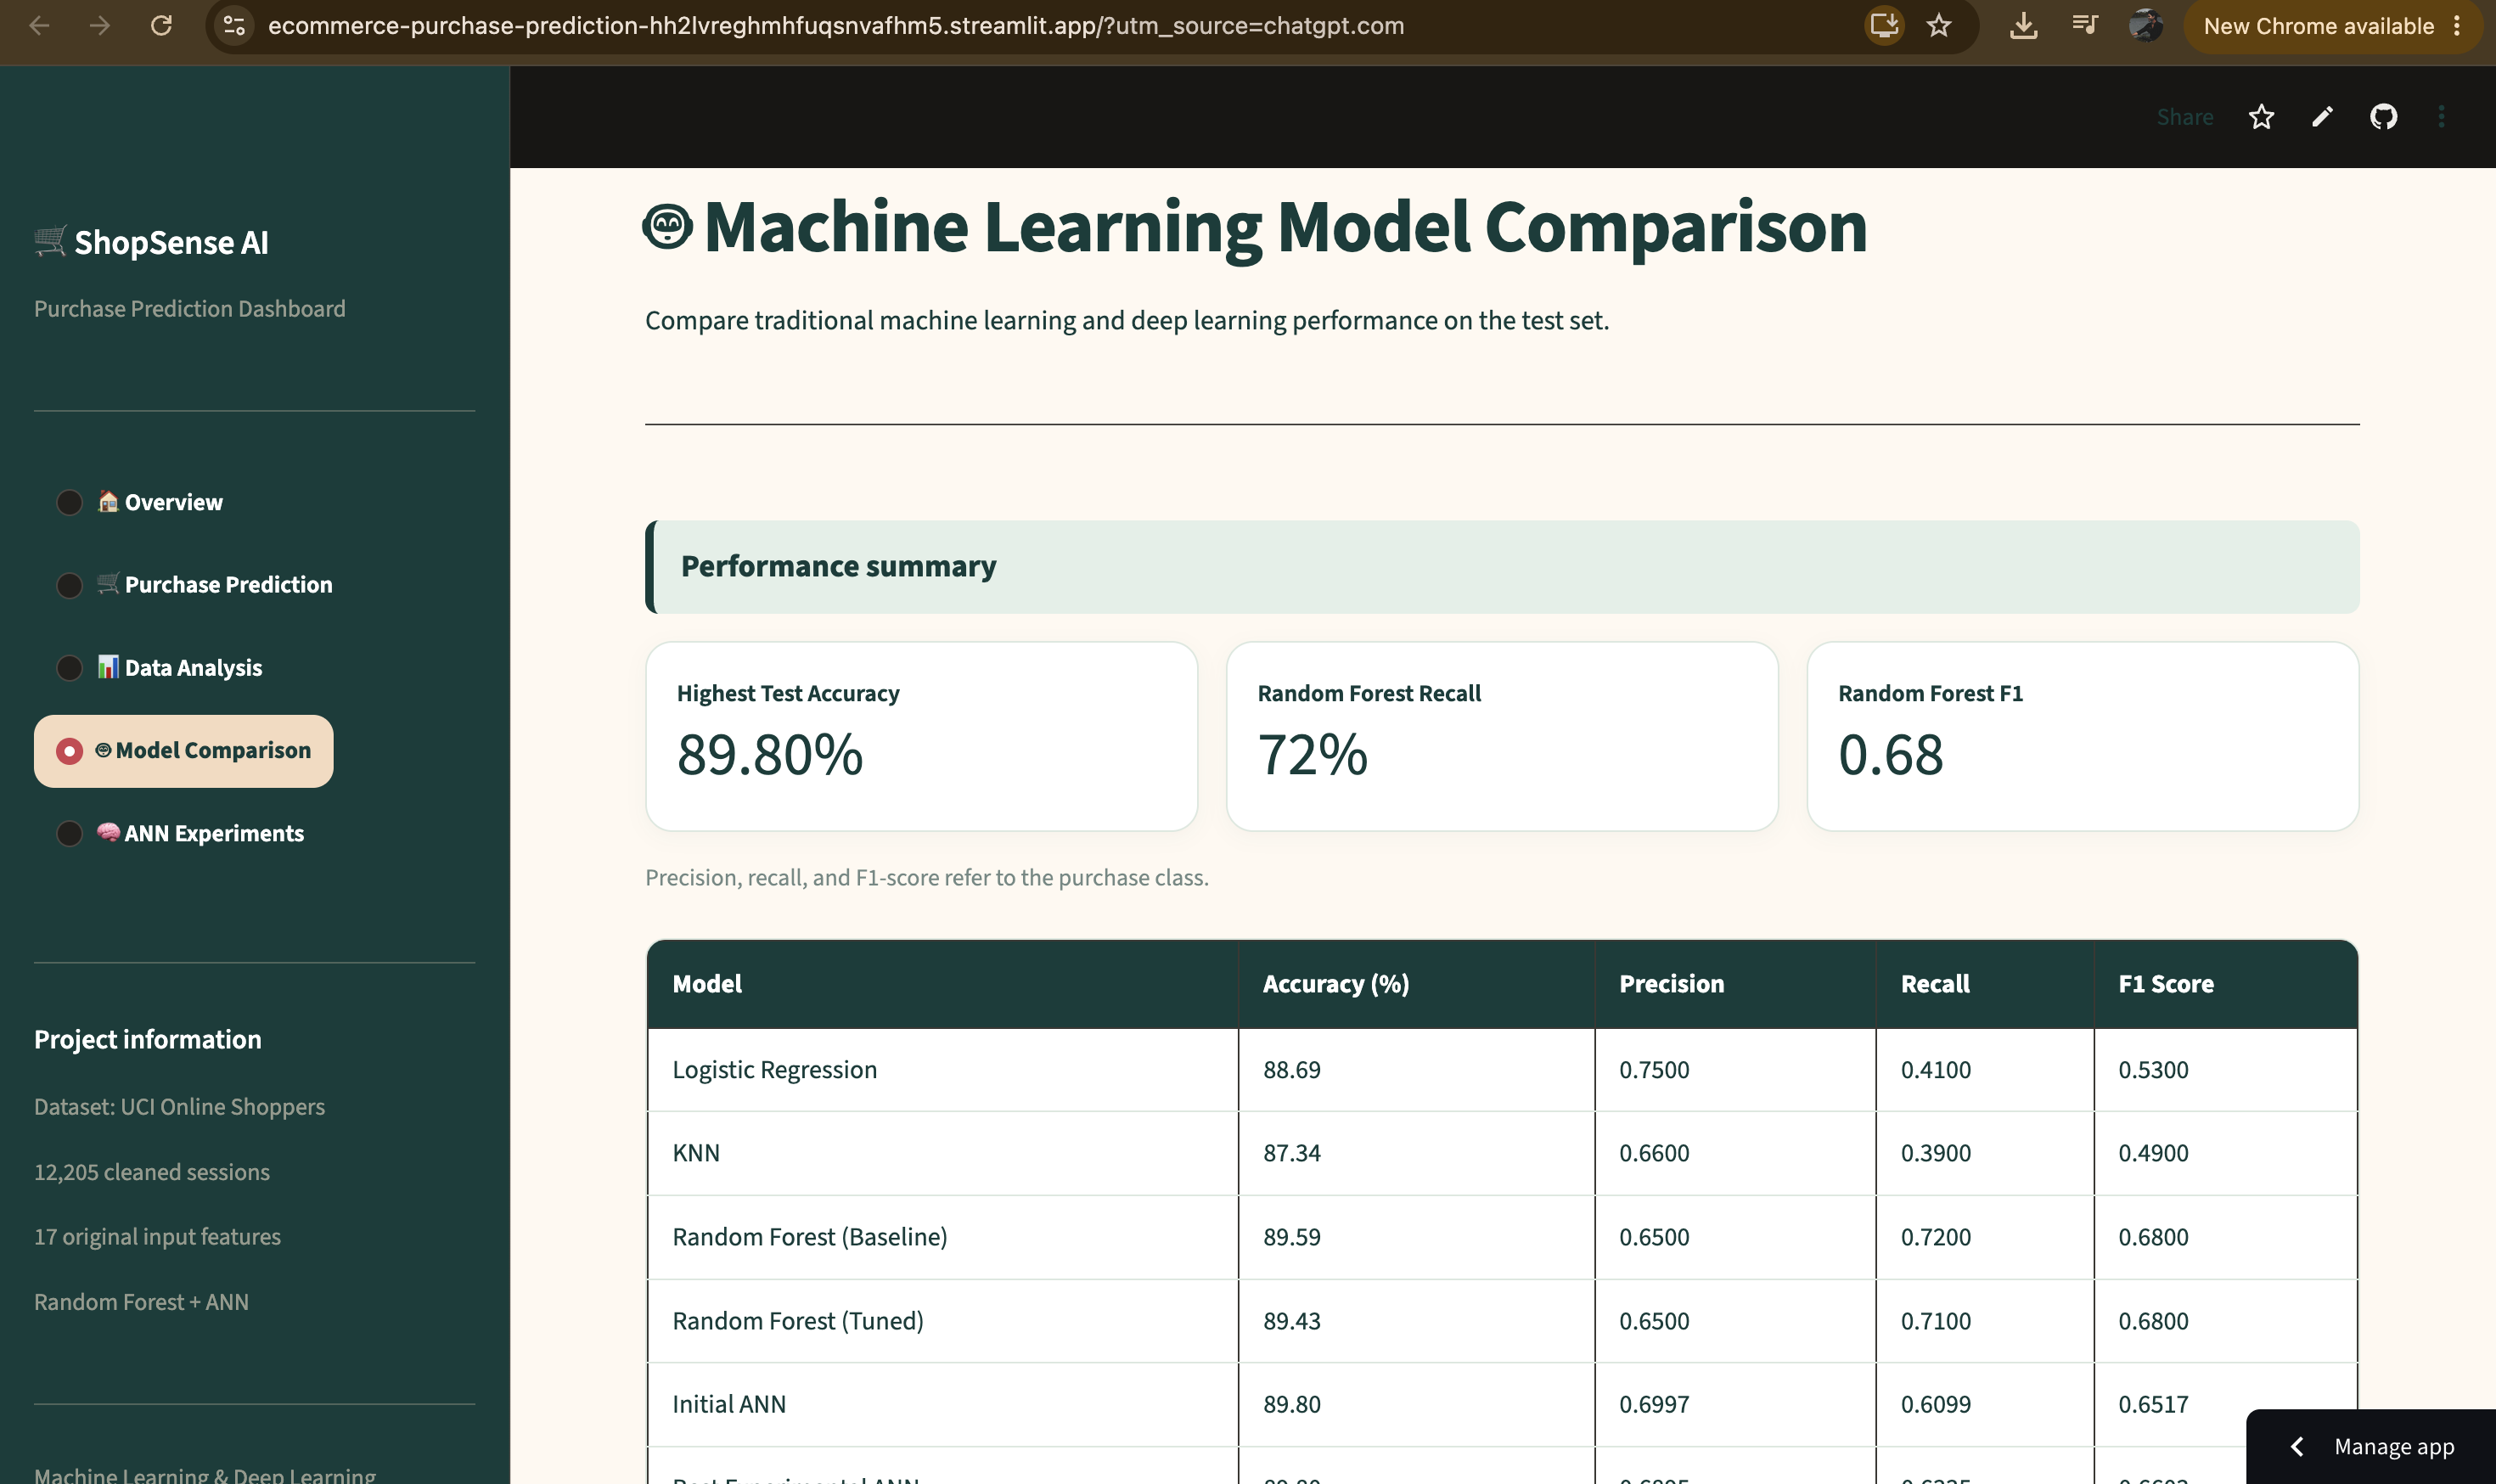 ecommerce-purchase-prediction-hh2lvreghmhfuqsnvafhm5.streamlit.app/?utm_source=chatgpt.com
New Chrome available
Share
ShopSense AI
Purchase Prediction Dashboard
Overview
Purchase Prediction
Data Analysis
Model Comparison
ANN Experiments
Project information
Dataset: UCI Online Shoppers
12,205 cleaned sessions
17 original input features
Random Forest + ANN
Machine Learning & Deep Learning
Machine Learning Model Comparison
Compare traditional machine learning and deep learning performance on the test set.
Performance summary
Highest Test Accuracy
89.80%
Random Forest Recall
72%
Random Forest F1
0.68
Precision, recall, and F1-score refer to the purchase class.
Model Accuracy (%) Precision Recall F1 Score
Logistic Regression 88.69 0.7500 0.4100 0.5300
KNN 87.34 0.6600 0.3900 0.4900
Random Forest (Baseline) 89.59 0.6500 0.7200 0.6800
Random Forest (Tuned) 89.43 0.6500 0.7100 0.6800
Initial ANN 89.80 0.6997 0.6099 0.6517
Manage app